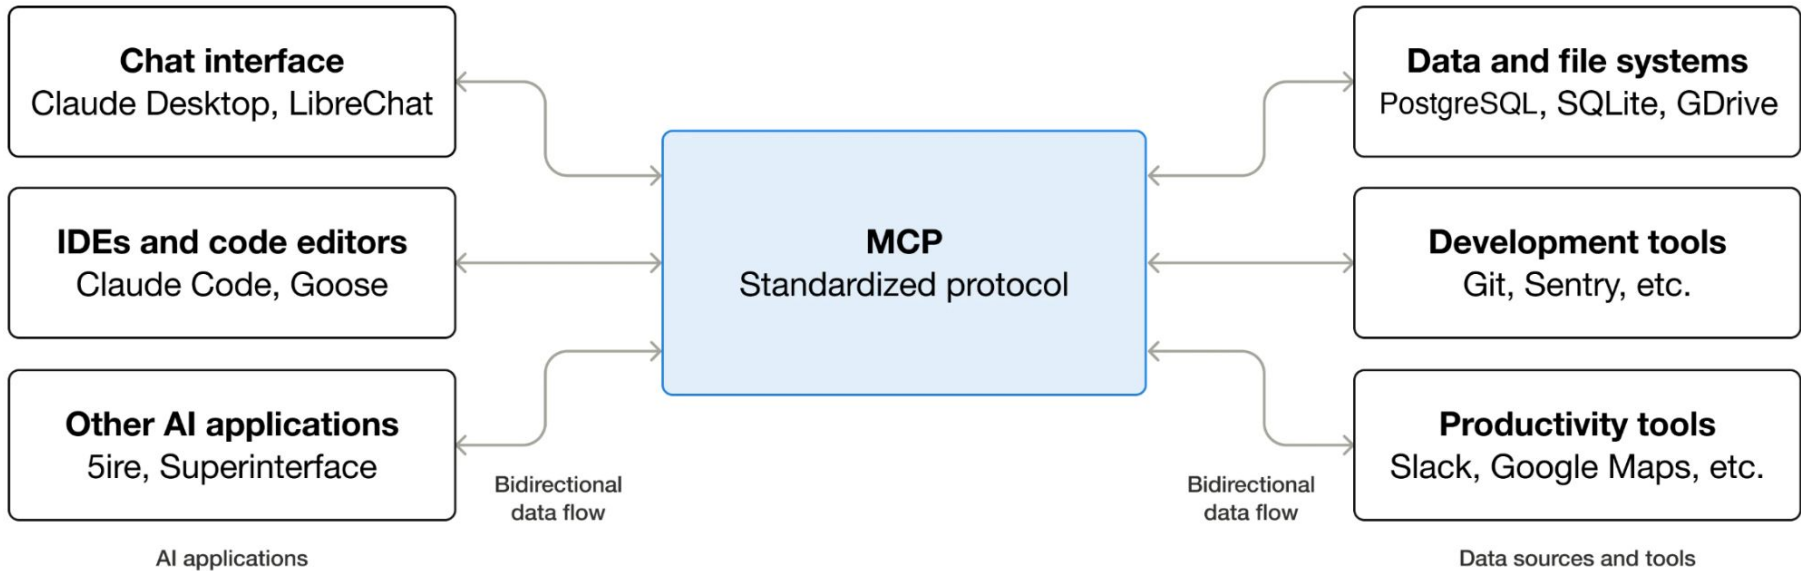 Chat interface
Claude Desktop, LibreChat
IDEs and code editors
Claude Code, Goose
Other AI applications
5ire, Superinterface
AI applications
Bidirectional
data flow
MCP
Standardized protocol
Bidirectional
data flow
Data and file systems
PostgreSQL, SQLite, GDrive
Development tools
Git, Sentry, etc.
Productivity tools
Slack, Google Maps, etc.
Data sources and tools